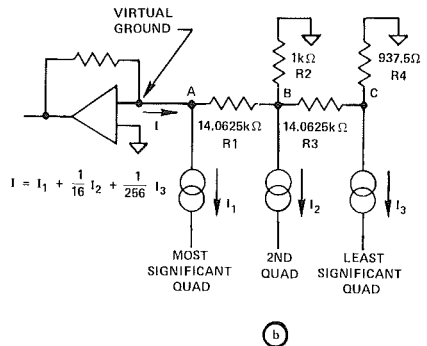 VIRTUAL
GROUND
1kΩ
R2
937.5Ω
R4
A
B
C
I
14.0625kΩ
R1
14.0625kΩ
R3
I = I₁ + 1/16 I₂ + 1/256 I₃
I₁
I₂
I₃
MOST
SIGNIFICANT
QUAD
2ND
QUAD
LEAST
SIGNIFICANT
QUAD
b